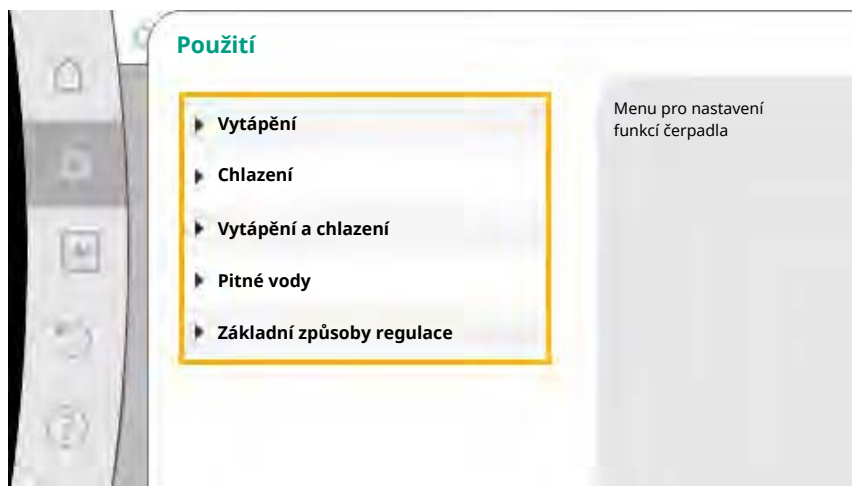 Použití
Vytápění
Chlazení
Vytápění a chlazení
Pitné vody
Základní způsoby regulace
Menu pro nastavení
funkcí čerpadla